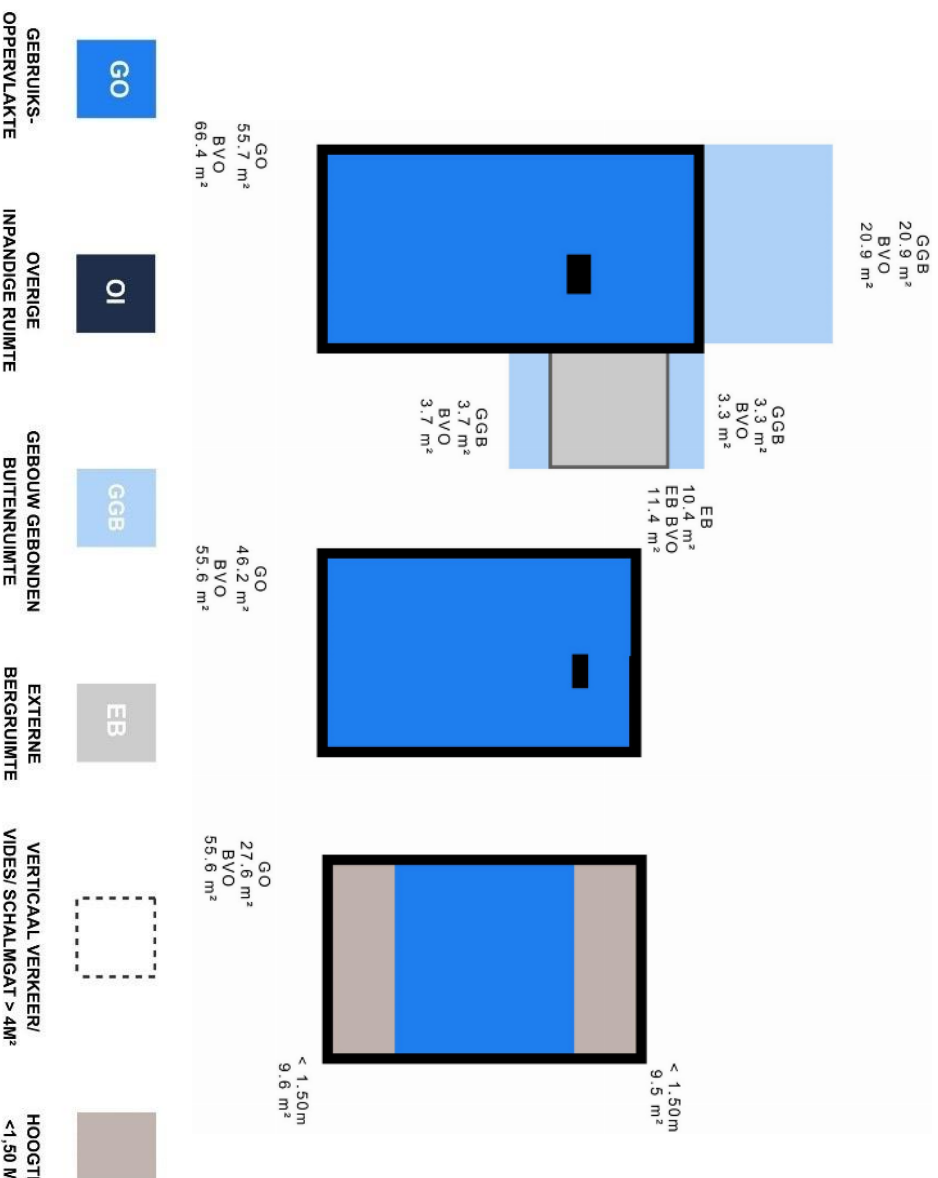 GGB
20.9 m²
BVO
20.9 m²
GO
55.7 m²
BVO
66.4 m²
GGB
3.3 m²
BVO
3.3 m²
GGB
3.7 m²
BVO
3.7 m²
EB
10.4 m²
EB BVO
11.4 m²
GO
46.2 m²
BVO
55.6 m²
GO
27.6 m²
BVO
55.6 m²
< 1.50m
9.5 m²
< 1.50m
9.6 m²
GO
GEBRUIKS-
OPPERVLAKTE
OI
OVERIGE
INPANDIGE RUIMTE
GGB
GEBOUW GEBONDEN
BUITENRUIMTE
EB
EXTERNE
BERGRUIMTE
VERTICAAL VERKEER/
VIDES/ SCHALMGAT > 4M²
HOOGT
<1,50 M